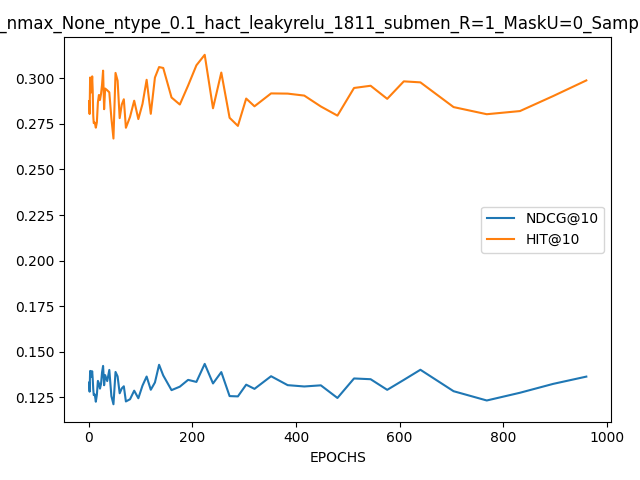 _nmax_None_ntype_0.1_hact_leakyrelu_1811_submen_R=1_MaskU=0_Samp
0.300
0.275
0.250
0.225
0.200
0.175
0.150
0.125
NDCG@10
HIT@10
0 200 400 600 800 1000
EPOCHS